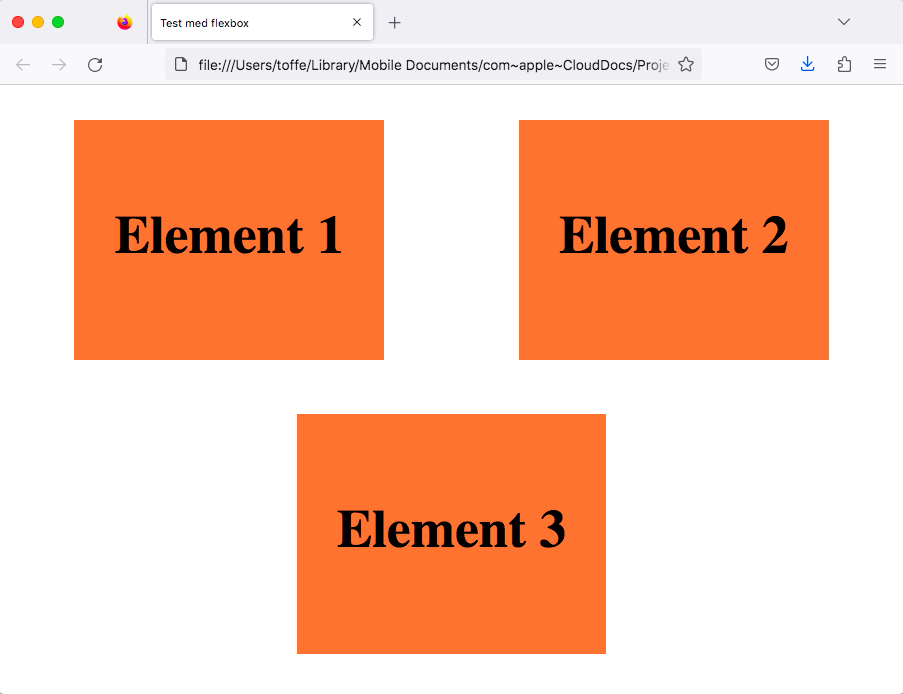 Test med flexbox
file:///Users/toffe/Library/Mobile Documents/com~apple~CloudDocs/Proje
Element 1
Element 2
Element 3